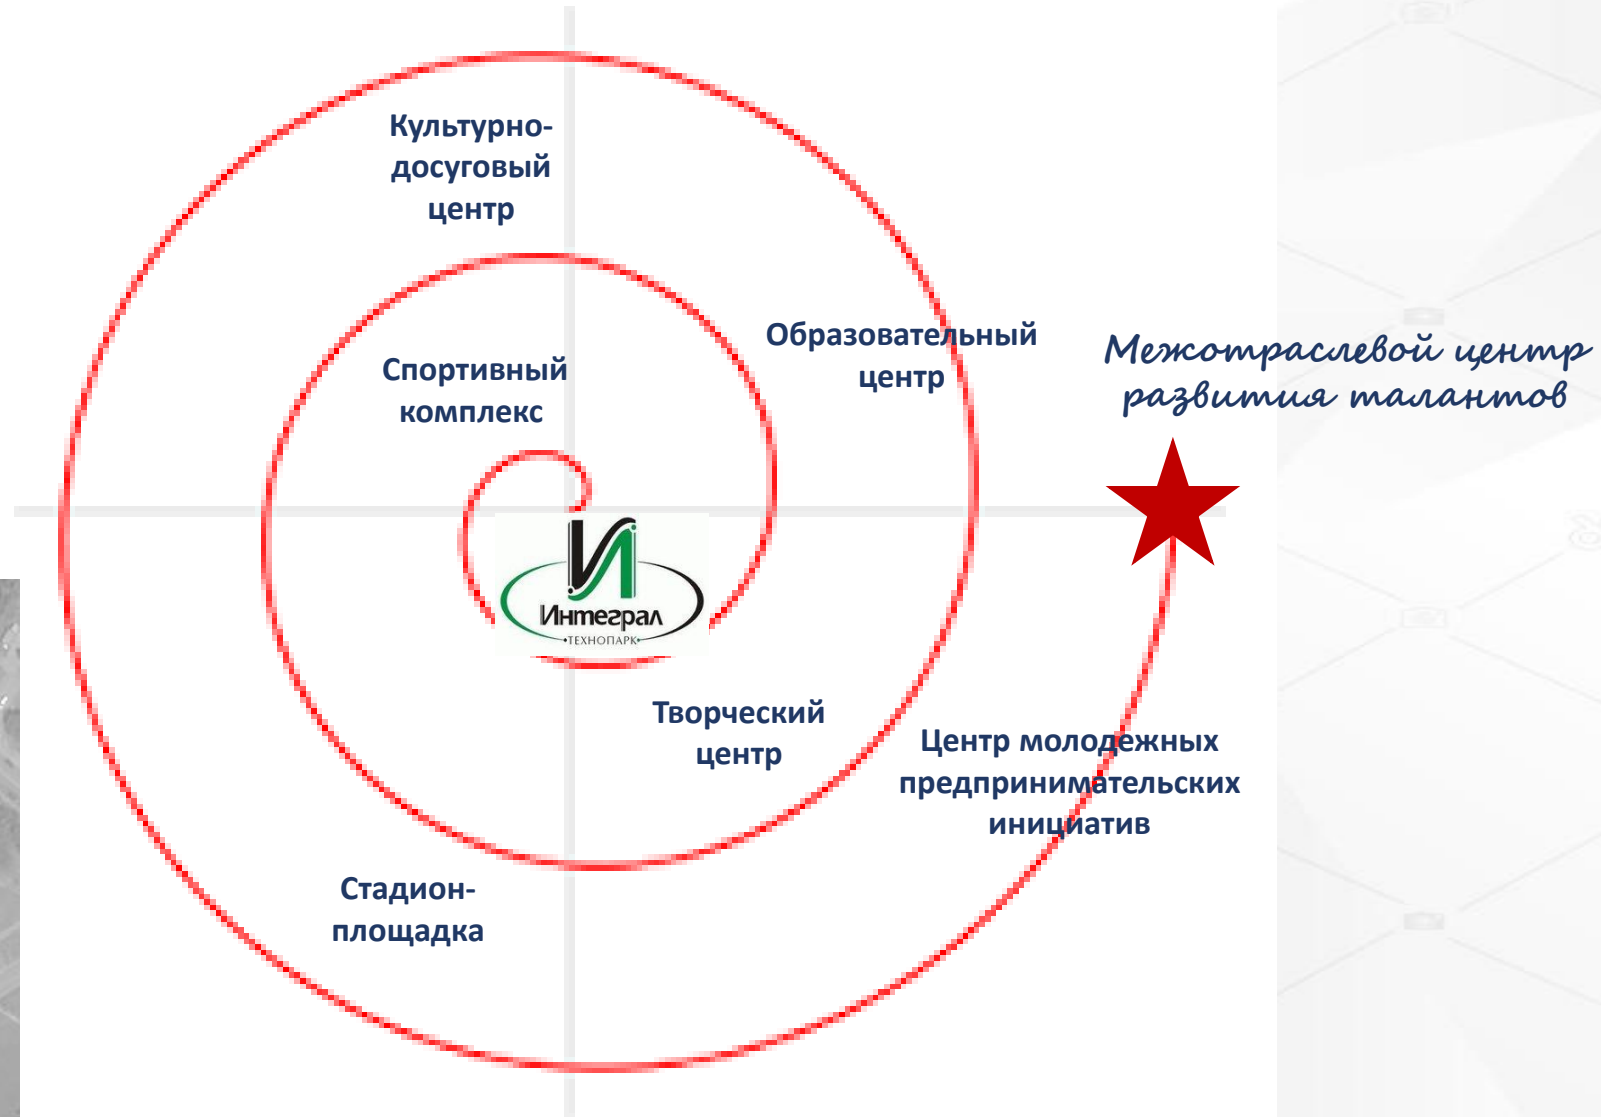 Культурно-
досуговый
центр
Образовательный
центр
Межотраслевой центр
развития талантов
Спортивный
комплекс
Интеграл
ТЕХНОПАРК
Творческий
центр
Центр молодежных
предпринимательских
инициатив
Стадион-
площадка